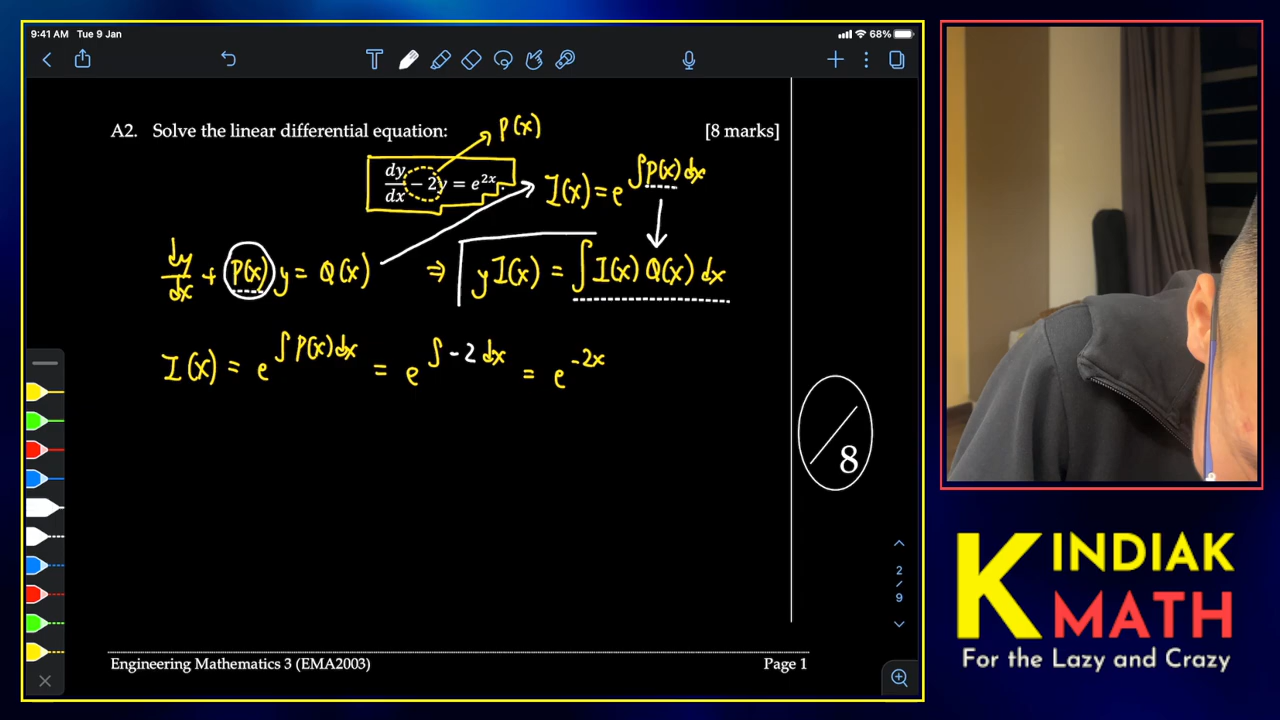 9:41 AM Tue 9 Jan
68%
A2. Solve the linear differential equation: [8 marks]
P(x)
dy/dx − 2y = e^{2x}.
I(x) = e^{∫P(x)dx}
dy/dx + P(x) y = Q(x) ⇒ y I(x) = ∫ I(x) Q(x) dx
I(x) = e^{∫P(x)dx} = e^{∫-2 dx} = e^{-2x}
/8
2/9
Engineering Mathematics 3 (EMA2003) Page 1
KINDIAK
MATH
For the Lazy and Crazy